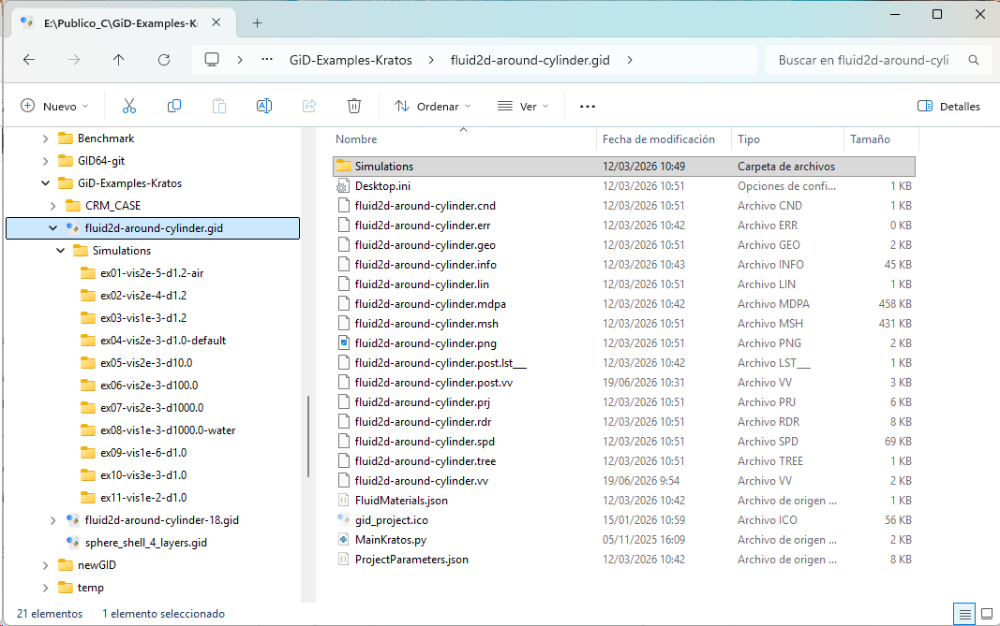 E:\Publico_C\GiD-Examples-K
GiD-Examples-Kratos
fluid2d-around-cylinder.gid
Buscar en fluid2d-around-cyli
Nuevo
Ordenar
Ver
Detalles
Benchmark
GID64-git
GiD-Examples-Kratos
CRM_CASE
fluid2d-around-cylinder.gid
Simulations
ex01-vis2e-5-d1.2-air
ex02-vis2e-4-d1.2
ex03-vis1e-3-d1.2
ex04-vis2e-3-d1.0-default
ex05-vis2e-3-d10.0
ex06-vis2e-3-d100.0
ex07-vis2e-3-d1000.0
ex08-vis1e-3-d1000.0-water
ex09-vis1e-6-d1.0
ex10-vis3e-3-d1.0
ex11-vis1e-2-d1.0
fluid2d-around-cylinder-18.gid
sphere_shell_4_layers.gid
newGID
temp
Nombre Fecha de modificación Tipo Tamaño
Simulations 12/03/2026 10:49 Carpeta de archivos
Desktop.ini 12/03/2026 10:51 Opciones de confi... 1 KB
fluid2d-around-cylinder.cnd 12/03/2026 10:51 Archivo CND 1 KB
fluid2d-around-cylinder.err 12/03/2026 10:42 Archivo ERR 0 KB
fluid2d-around-cylinder.geo 12/03/2026 10:51 Archivo GEO 2 KB
fluid2d-around-cylinder.info 12/03/2026 10:43 Archivo INFO 45 KB
fluid2d-around-cylinder.lin 12/03/2026 10:51 Archivo LIN 1 KB
fluid2d-around-cylinder.mdpa 12/03/2026 10:42 Archivo MDPA 458 KB
fluid2d-around-cylinder.msh 12/03/2026 10:51 Archivo MSH 431 KB
fluid2d-around-cylinder.png 12/03/2026 10:51 Archivo PNG 2 KB
fluid2d-around-cylinder.post.lst___ 12/03/2026 10:42 Archivo LST___ 1 KB
fluid2d-around-cylinder.post.vv 19/06/2026 10:31 Archivo VV 3 KB
fluid2d-around-cylinder.prj 12/03/2026 10:51 Archivo PRJ 6 KB
fluid2d-around-cylinder.rdr 12/03/2026 10:51 Archivo RDR 8 KB
fluid2d-around-cylinder.spd 12/03/2026 10:51 Archivo SPD 69 KB
fluid2d-around-cylinder.tree 12/03/2026 10:51 Archivo TREE 1 KB
fluid2d-around-cylinder.vv 19/06/2026 9:54 Archivo VV 2 KB
FluidMaterials.json 12/03/2026 10:42 Archivo de origen ... 1 KB
gid_project.ico 15/01/2026 10:59 Archivo ICO 56 KB
MainKratos.py 05/11/2025 16:09 Archivo de origen ... 2 KB
ProjectParameters.json 12/03/2026 10:42 Archivo de origen ... 8 KB
21 elementos 1 elemento seleccionado